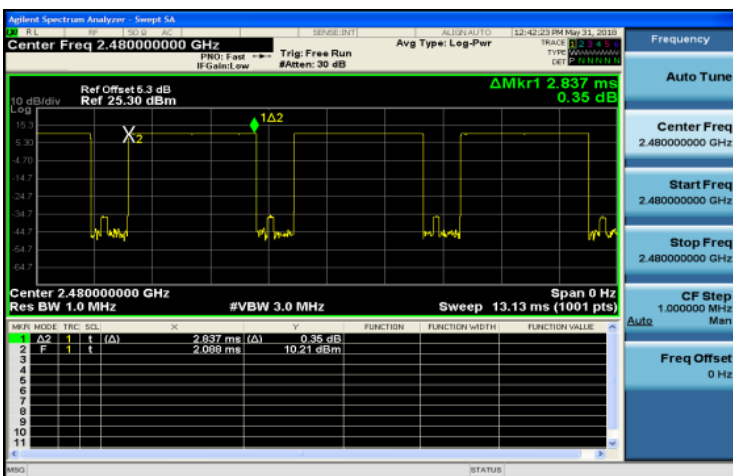 Agilent Spectrum Analyzer - Swept SA
RL RF 50 Ω AC SENSE:INT ALIGNAUTO 12:42:23 PM May 31, 2018
Center Freq 2.480000000 GHz Avg Type: Log-Pwr TRACE 1 2 3 4 5 6
PNO: Fast Trig: Free Run TYPE
IFGain:Low #Atten: 30 dB DET P N N N N N
ΔMkr1 2.837 ms
0.35 dB
Ref Offset 6.3 dB
10 dB/div Ref 25.30 dBm
Log
15.3
5.30
-4.70
-14.7
-24.7
-34.7
-44.7
-54.7
-64.7
X2
1Δ2
Center 2.480000000 GHz Span 0 Hz
Res BW 1.0 MHz #VBW 3.0 MHz Sweep 13.13 ms (1001 pts)
MKR MODE TRC SCL X Y FUNCTION FUNCTION WIDTH FUNCTION VALUE
1 Δ2 1 t (Δ) 2.837 ms (Δ) 0.35 dB
2 F 1 t 2.088 ms 10.21 dBm
3
4
5
6
7
8
9
10
11
MSG STATUS
Frequency
Auto Tune
Center Freq
2.480000000 GHz
Start Freq
2.480000000 GHz
Stop Freq
2.480000000 GHz
CF Step
1.000000 MHz
Auto Man
Freq Offset
0 Hz